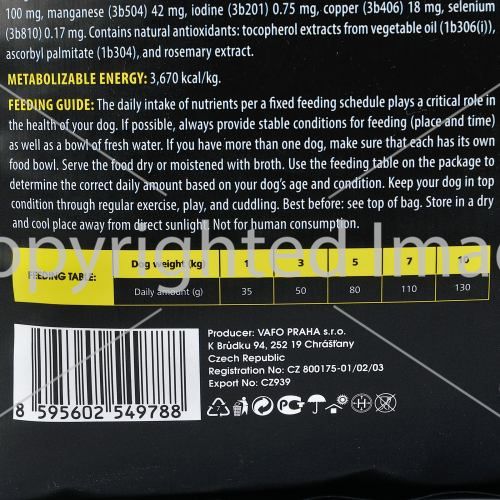 100 mg, manganese (3b504) 42 mg, iodine (3b201) 0.75 mg, copper (3b406) 18 mg, selenium
(3b810) 0.17 mg. Contains natural antioxidants: tocopherol extracts from vegetable oil (1b306(i)),
ascorbyl palmitate (1b304), and rosemary extract.
METABOLIZABLE ENERGY: 3,670 kcal/kg.
FEEDING GUIDE: The daily intake of nutrients per a fixed feeding schedule plays a critical role in
the health of your dog. If possible, always provide stable conditions for feeding (place and time)
as well as a bowl of fresh water. If you have more than one dog, make sure that each has its own
food bowl. Serve the food dry or moistened with broth. Use the feeding table on the package to
determine the correct daily amount based on your dog's age and condition. Keep your dog in top
condition through regular exercise, play, and cuddling. Best before: see top of bag. Store in a dry
and cool place away from direct sunlight. Not for human consumption.
opyrighted Ima
FEEDING TABLE: Dog weight (kg) 1 3 5 7 10
Daily amount (g) 35 50 80 110 130
Producer: VAFO PRAHA s.r.o.
K Brůdku 94, 252 19 Chrášťany
Czech Republic
Registration No.: CZ 800175-01/02/03
Export No.: CZ939
8 595602 549788
7 PG H